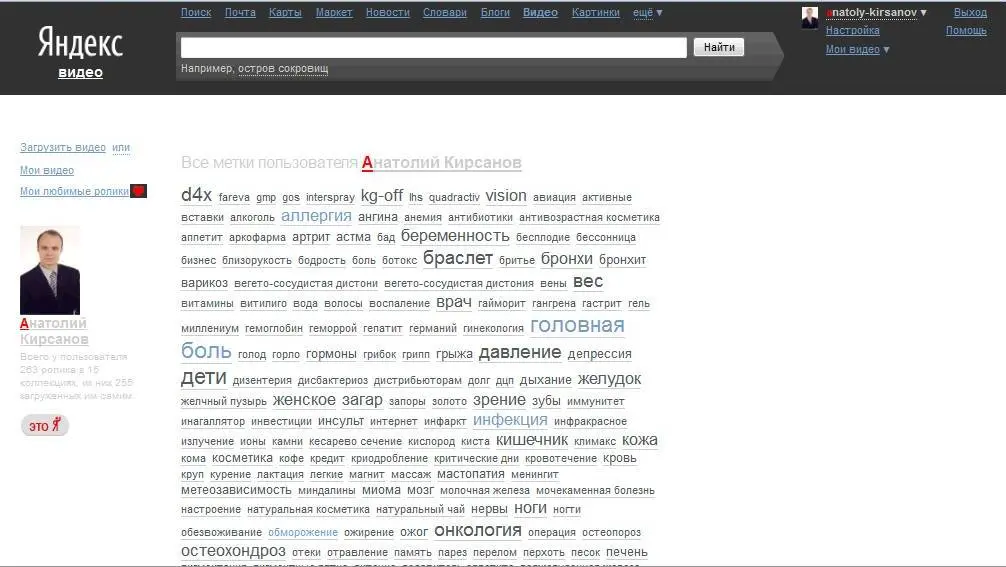 Поиск Почта Карты Маркет Новости Словари Блоги Видео Картинки ещё ▼
anatoly-kirsanov ▼ Выход
Яндекс
видео
Найти
Настройка Помощь
Мои видео ▼
Например, остров сокровищ
Загрузить видео или
Мои видео
Мои любимые ролики
Анатолий
Кирсанов
Всего у пользователя
263 ролика в 15
коллекциях, из них 255
загруженных им самим
это Я
Все метки пользователя Анатолий Кирсанов
d4x fareva gmp gos interspray kg-off lhs quadractiv vision авиация активные
вставки алкоголь аллергия ангина анемия антибиотики антивозрастная косметика
аппетит аркофарма артрит астма бад беременность бесплодие бессонница
бизнес близорукость бодрость боль ботокс браслет бритье бронхи бронхит
варикоз вегето-сосудистая дистони вегето-сосудистая дистония вены вес
витамины витилиго вода волосы воспаление врач гайморит гангрена гастрит гель
миллениум гемоглобин геморрой гепатит германий гинекология головная
боль голод горло гормоны грибок грипп грыжа давление депрессия
дети дизентерия дисбактериоз дистрибьюторам долг дцп дыхание желудок
желчный пузырь женское загар запоры золото зрение зубы иммунитет
инагаллятор инвестиции инсульт интернет инфаркт инфекция инфракрасное
излучение ионы камни кесарево сечение кислород киста кишечник климакс кожа
кома косметика кофе кредит криодробление критические дни кровотечение кровь
круп курение лактация легкие магнит массаж мастопатия менингит
метеозависимость миндалины миома мозг молочная железа мочекаменная болезнь
настроение натуральная косметика натуральный чай нервы ноги ногти
обезвоживание обморожение ожирение ожог онкология операция остеопороз
остеохондроз отеки отравление память парез перелом перхоть песок печень